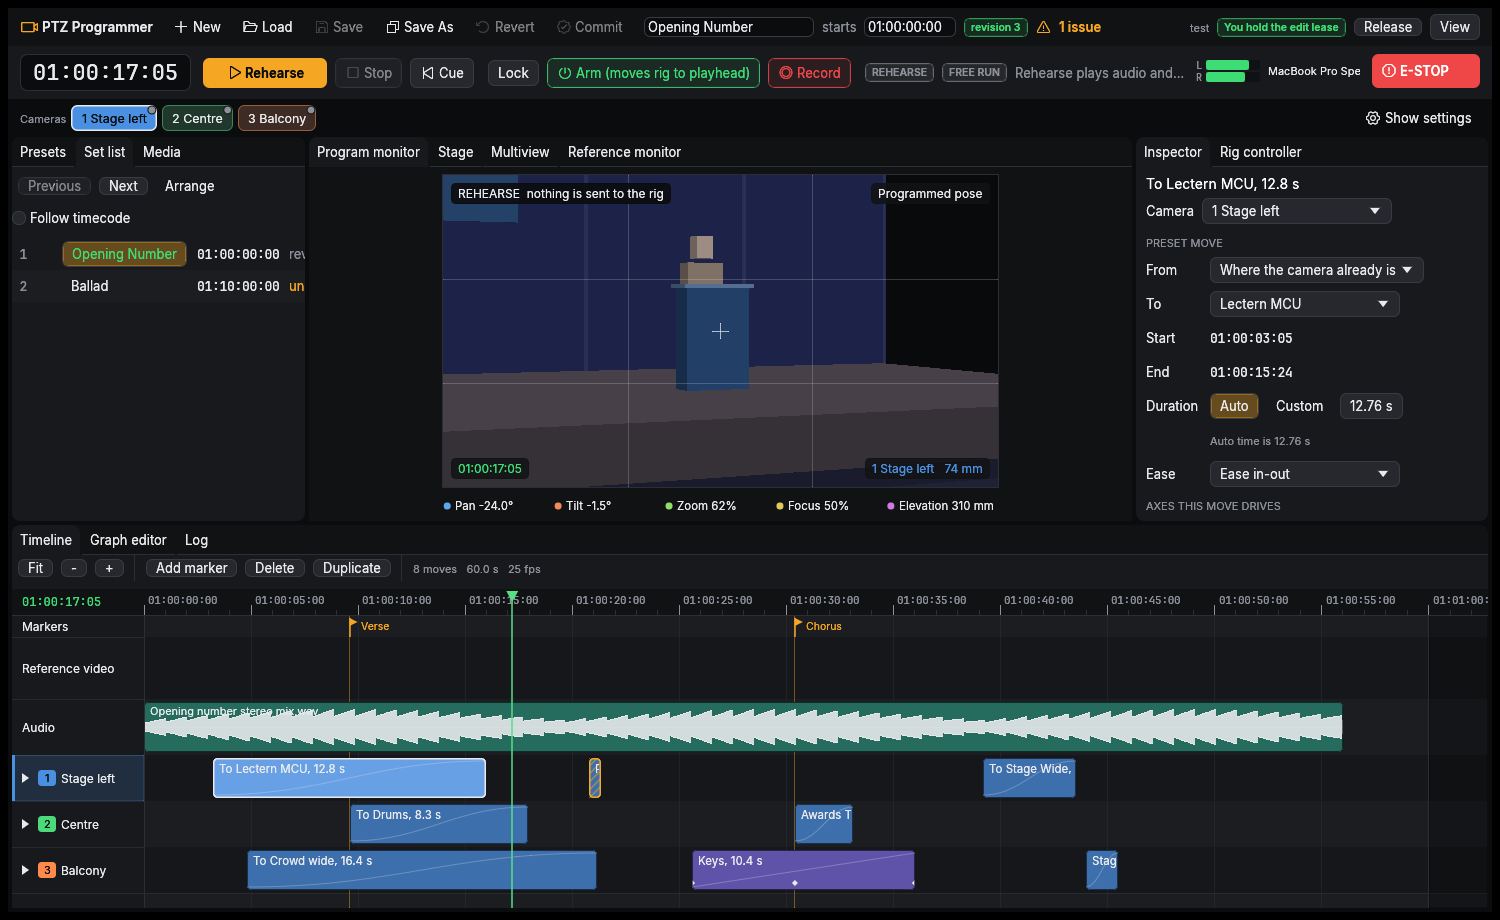 PTZ Programmer New Load Save Save As Revert Commit Opening Number starts 01:00:00:00 revision 3 1 issue test You hold the edit lease Release View
01:00:17:05 Rehearse Stop Cue Lock Arm (moves rig to playhead) Record REHEARSE FREE RUN Rehearse plays audio and... L R MacBook Pro Spe E-STOP
Cameras 1 Stage left 2 Centre 3 Balcony Show settings
Presets Set list Media
Previous Next Arrange
Follow timecode
1 Opening Number 01:00:00:00 rev
2 Ballad 01:10:00:00 un
Program monitor Stage Multiview Reference monitor
REHEARSE nothing is sent to the rig Programmed pose
01:00:17:05 1 Stage left 74 mm
Pan -24.0° Tilt -1.5° Zoom 62% Focus 50% Elevation 310 mm
Inspector Rig controller
To Lectern MCU, 12.8 s
Camera 1 Stage left
PRESET MOVE
From Where the camera already is
To Lectern MCU
Start 01:00:03:05
End 01:00:15:24
Duration Auto Custom 12.76 s
Auto time is 12.76 s
Ease Ease in-out
AXES THIS MOVE DRIVES
Timeline Graph editor Log
Fit - + Add marker Delete Duplicate 8 moves 60.0 s 25 fps
01:00:17:05 01:00:00:00 01:00:05:00 01:00:10:00 01:00:15:00 01:00:20:00 01:00:25:00 01:00:30:00 01:00:35:00 01:00:40:00 01:00:45:00 01:00:50:00 01:00:55:00 01:01:00:
Markers Verse Chorus
Reference video
Opening number stereo mix.wav
Audio
1 Stage left To Lectern MCU, 12.8 s To Stage Wide,
2 Centre To Drums, 8.3 s Awards T
3 Balcony To Crowd wide, 16.4 s Keys, 10.4 s Stag